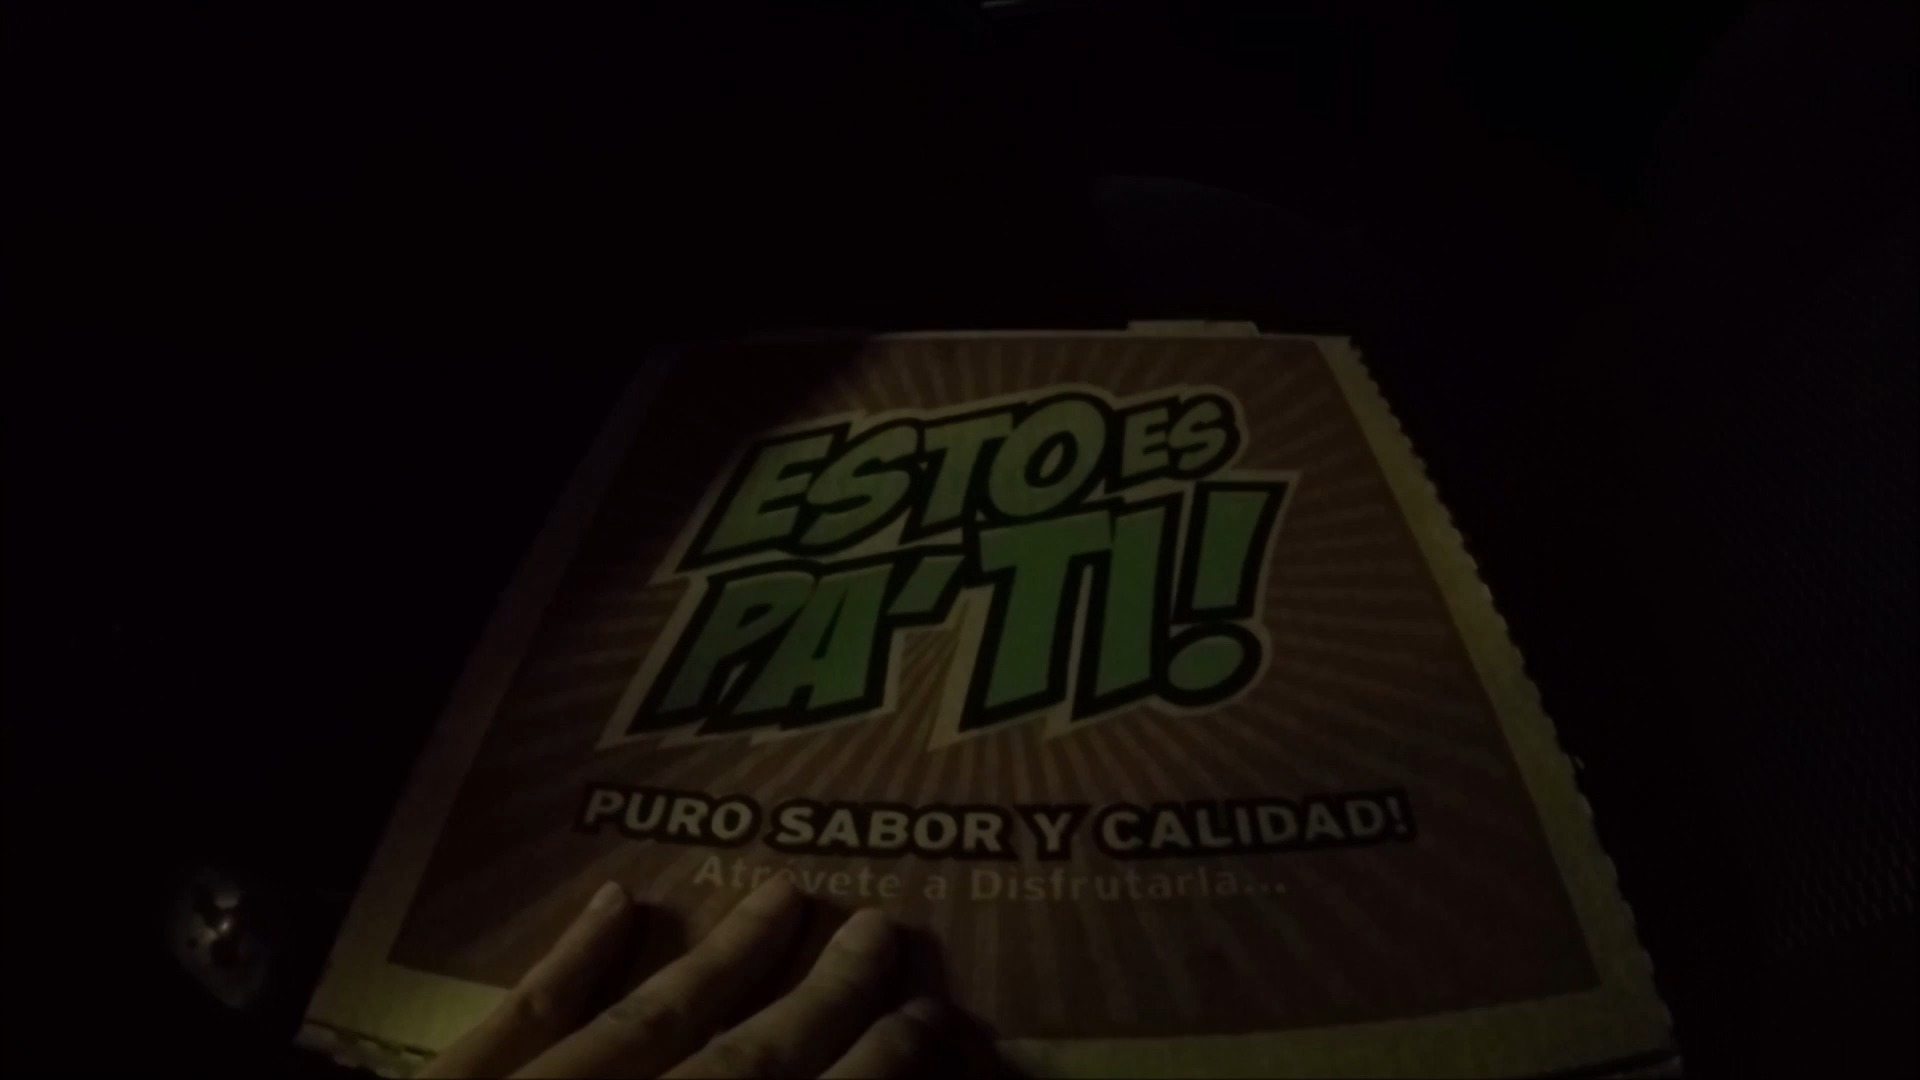 ESTO ES
PA' TI!
PURO SABOR Y CALIDAD!
Atrévete a Disfrutarla...